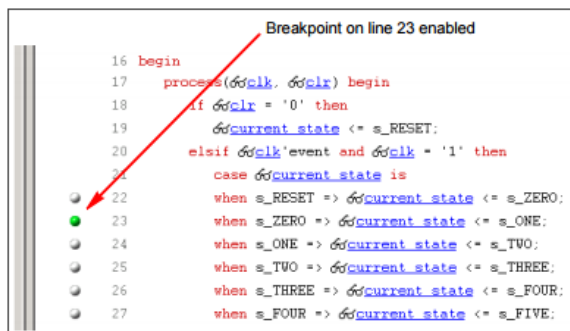 Breakpoint on line 23 enabled
16 begin
17 process(clk, clr) begin
18 if clr = '0' then
19 current_state <= s_RESET;
20 elsif clk'event and clk = '1' then
21 case current_state is
22 when s_RESET => current_state <= s_ZERO;
23 when s_ZERO => current_state <= s_ONE;
24 when s_ONE => current_state <= s_TWO;
25 when s_TWO => current_state <= s_THREE;
26 when s_THREE => current_state <= s_FOUR;
27 when s_FOUR => current_state <= s_FIVE;